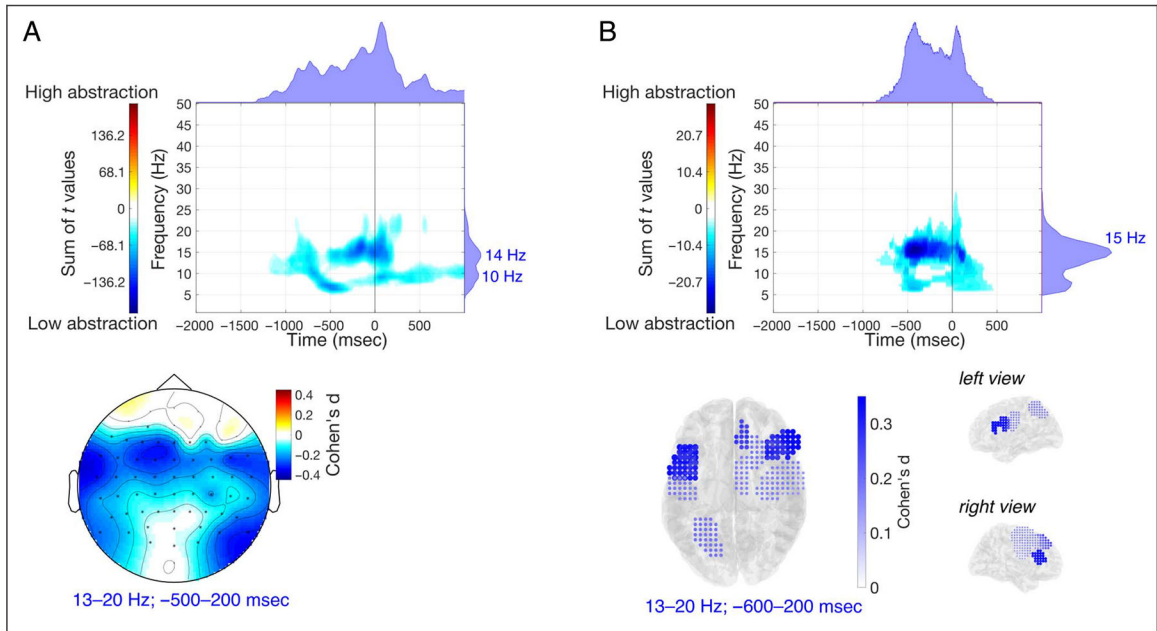 A
High abstraction
136.2
68.1
0
−68.1
−136.2
Low abstraction
Sum of t values
Frequency (Hz)
50
45
40
35
30
25
20
15
10
5
14 Hz
10 Hz
−2000 −1500 −1000 −500 0 500
Time (msec)
0.4
0.2
0
−0.2
−0.4
Cohen's d
13–20 Hz; −500–200 msec
B
High abstraction
20.7
10.4
0
−10.4
−20.7
Low abstraction
Sum of t values
Frequency (Hz)
50
45
40
35
30
25
20
15
10
5
15 Hz
−2000 −1500 −1000 −500 0 500
Time (msec)
0.3
0.2
0.1
0
Cohen's d
left view
right view
13–20 Hz; −600–200 msec